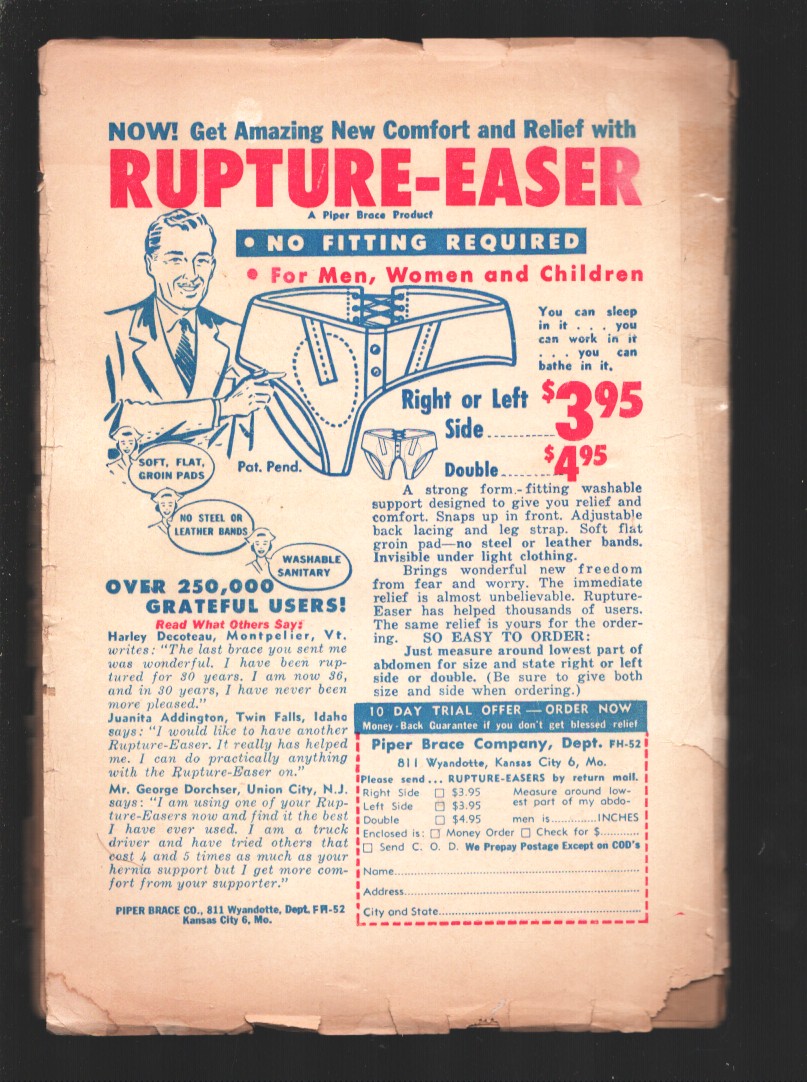 NOW! Get Amazing New Comfort and Relief with
RUPTURE-EASER
A Piper Brace Product
• NO FITTING REQUIRED
• For Men, Women and Children
You can sleep
in it . . . you
can work in it
. . . you can
bathe in it.
Right or Left
Side........... $3.95
Double....... $4.95
Pat. Pend.
SOFT, FLAT,
GROIN PADS
NO STEEL OR
LEATHER BANDS
WASHABLE
SANITARY
OVER 250,000
GRATEFUL USERS!
Read What Others Say:
Harley Decoteau, Montpelier, Vt.
writes: "The last brace you sent me
was wonderful. I have been rup-
tured for 30 years. I am now 36,
and in 30 years, I have never been
more pleased."
Juanita Addington, Twin Falls, Idaho
says: "I would like to have another
Rupture-Easer. It really has helped
me. I can do practically anything
with the Rupture-Easer on."
Mr. George Dorchser, Union City, N.J.
says: "I am using one of your Rup-
ture-Easers now and find it the best
I have ever used. I am a truck
driver and have tried others that
cost 4 and 5 times as much as your
hernia support but I get more com-
fort from your supporter."
PIPER BRACE CO., 811 Wyandotte, Dept. FH-52
Kansas City 6, Mo.
A strong form-fitting washable
support designed to give you relief and
comfort. Snaps up in front. Adjustable
back lacing and leg strap. Soft flat
groin pad—no steel or leather bands.
Invisible under light clothing.
Brings wonderful new freedom
from fear and worry. The immediate
relief is almost unbelievable. Rupture-
Easer has helped thousands of users.
The same relief is yours for the order-
ing. SO EASY TO ORDER:
Just measure around lowest part of
abdomen for size and state right or left
side or double. (Be sure to give both
size and side when ordering.)
10 DAY TRIAL OFFER — ORDER NOW
Money-Back Guarantee if you don't get blessed relief
Piper Brace Company, Dept. FH-52
811 Wyandotte, Kansas City 6, Mo.
Please send ... RUPTURE-EASERS by return mail.
Right Side □ $3.95 Measure around low-
Left Side □ $3.95 est part of my abdo-
Double □ $4.95 men is..............INCHES
Enclosed is: □ Money Order □ Check for $...........
□ Send C. O. D. We Prepay Postage Except on COD's
Name............................................................
Address.........................................................
City and State..................................................